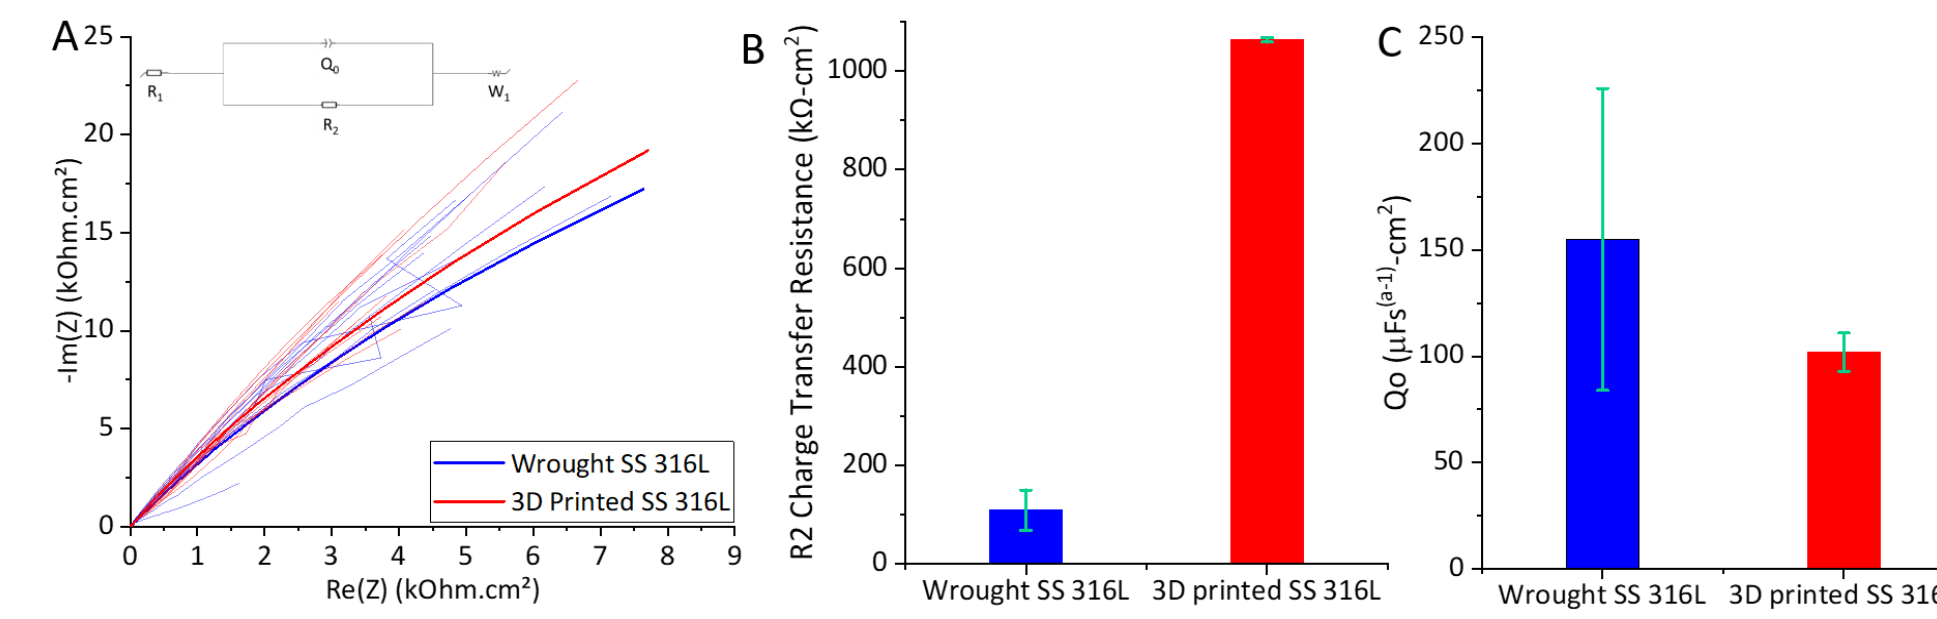 A
25
20
15
10
5
0
-Im(Z) (kOhm.cm²)
R₁
Q₀
R₂
W₁
Wrought SS 316L
3D Printed SS 316L
0 1 2 3 4 5 6 7 8 9
Re(Z) (kOhm.cm²)
B
R2 Charge Transfer Resistance (kΩ-cm²)
1000
800
600
400
200
0
Wrought SS 316L 3D printed SS 316L
C
Qo (µFs⁽ᵃ⁻¹⁾-cm²)
250
200
150
100
50
0
Wrought SS 316L 3D printed SS 316